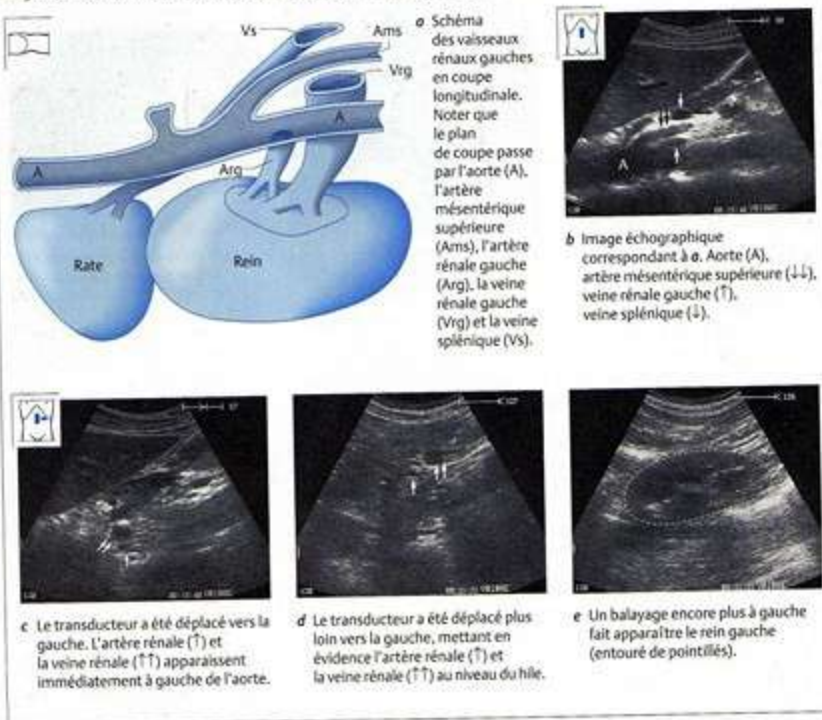 Vs
Ams
Vrg
A
A
Arg
Rate
Rein
a Schéma
des vaisseaux
rénaux gauches
en coupe
longitudinale.
Noter que
le plan
de coupe passe
par l'aorte (A),
l'artère
mésentérique
supérieure
(Ams), l'artère
rénale gauche
(Arg), la veine
rénale gauche
(Vrg) et la veine
splénique (Vs).
A
b Image échographique
correspondant à a. Aorte (A),
artère mésentérique supérieure (↓↓),
veine rénale gauche (↑),
veine splénique (↓).
c Le transducteur a été déplacé vers la
gauche. L'artère rénale (↑) et
la veine rénale (↑↑) apparaissent
immédiatement à gauche de l'aorte.
d Le transducteur a été déplacé plus
loin vers la gauche, mettant en
évidence l'artère rénale (↑) et
la veine rénale (↑↑) au niveau du hile.
e Un balayage encore plus à gauche
fait apparaître le rein gauche
(entouré de pointillés).